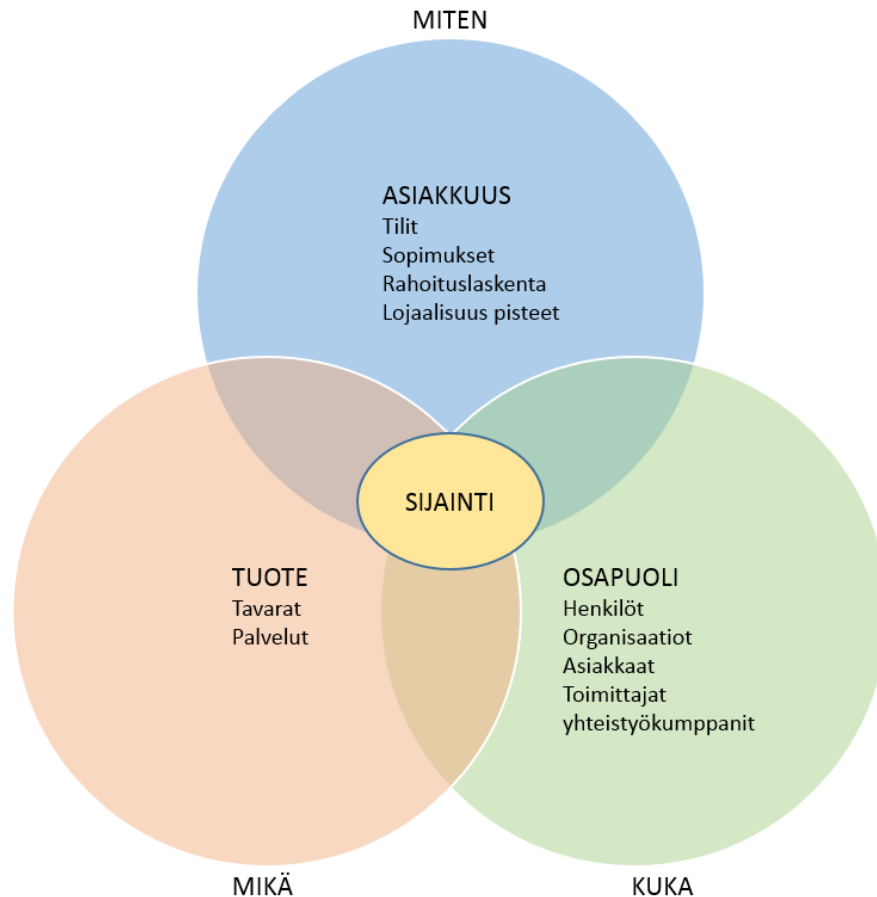 MITEN
ASIAKKUUS
Tilit
Sopimukset
Rahoituslaskenta
Lojaalisuus pisteet
SIJAINTI
TUOTE
Tavarat
Palvelut
OSAPUOLI
Henkilöt
Organisaatiot
Asiakkaat
Toimittajat
yhteistyökumppanit
MIKÄ
KUKA